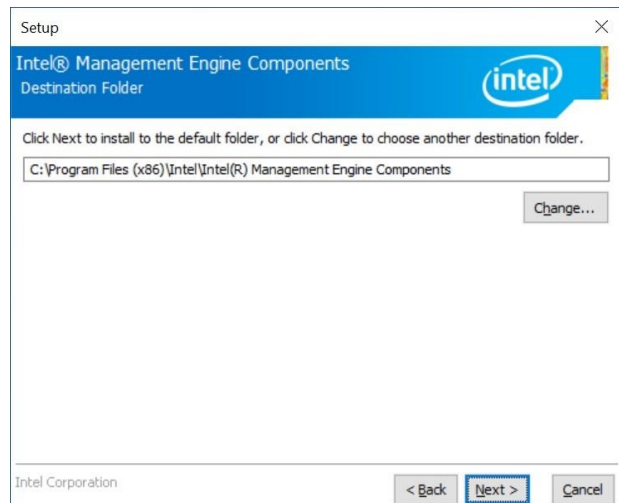 Setup
Intel® Management Engine Components
Destination Folder
intel
Click Next to install to the default folder, or click Change to choose another destination folder.
C:\Program Files (x86)\Intel\Intel(R) Management Engine Components
Change...
Intel Corporation
< Back
Next >
Cancel